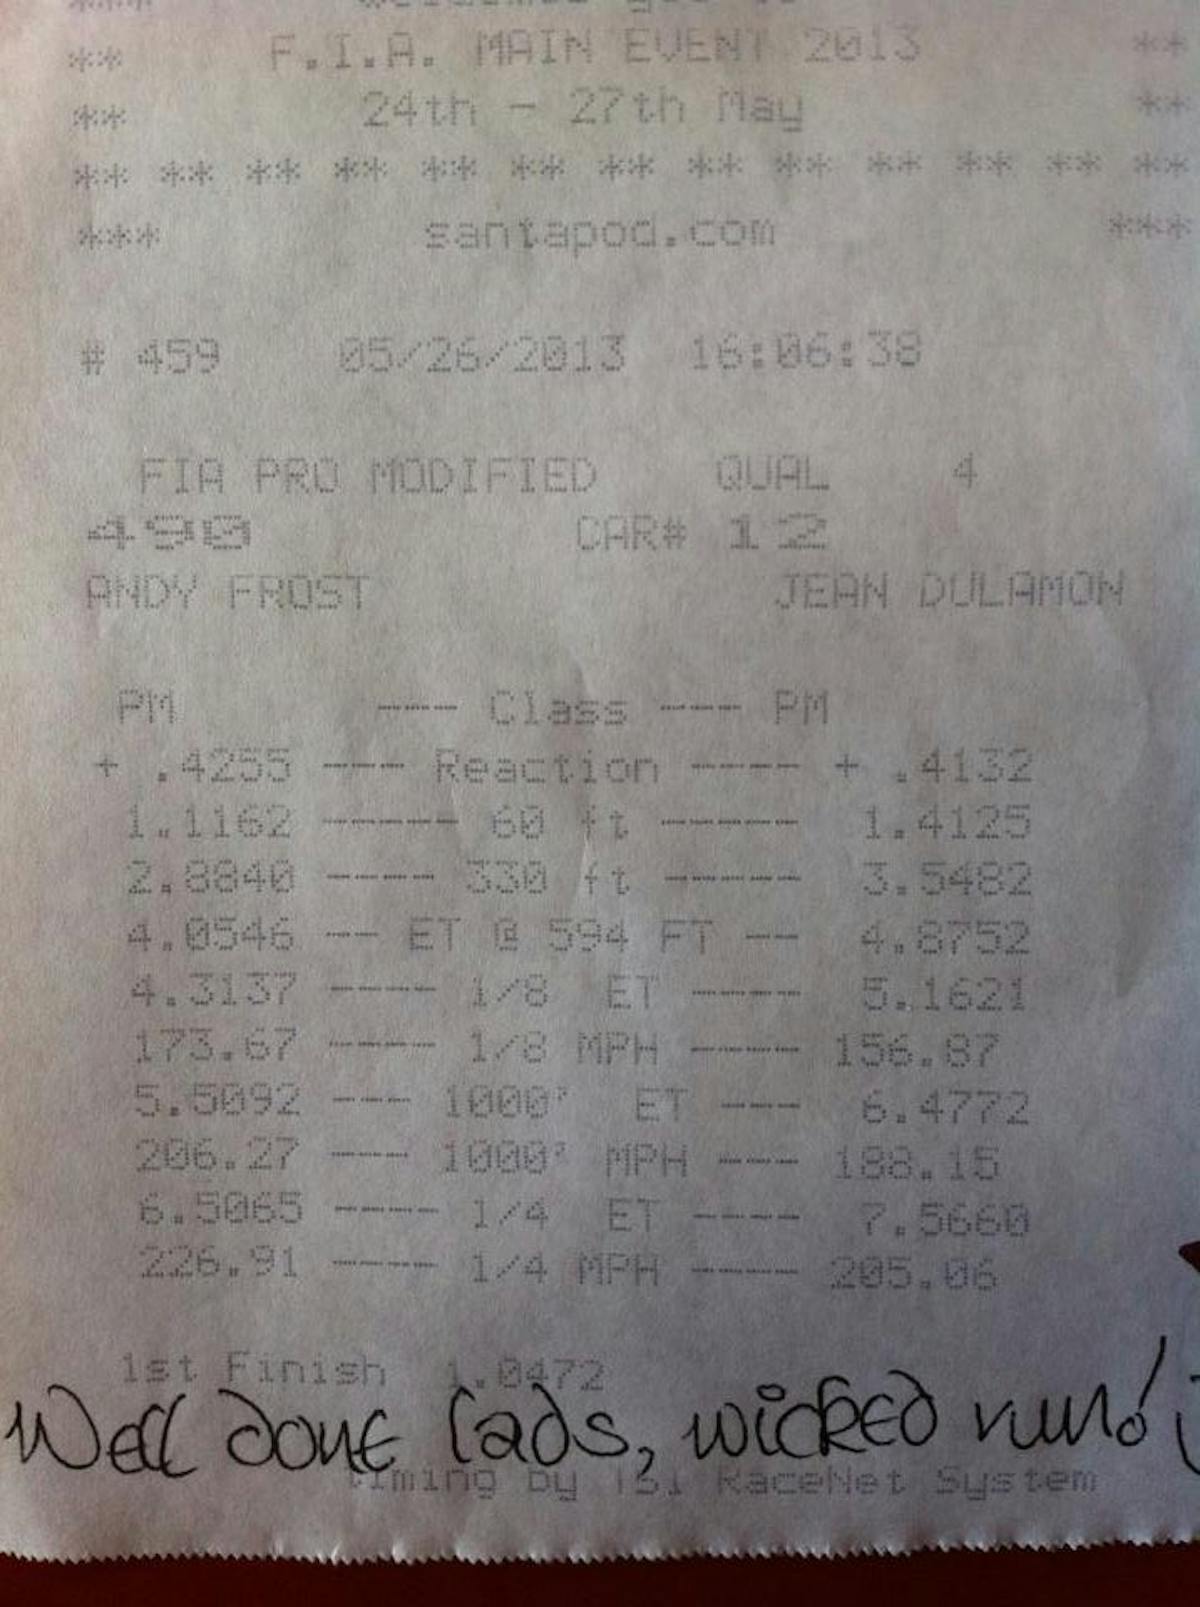 ** F.I.A. MAIN EVENT 2013 **
** 24th - 27th May **
** ** ** ** ** ** ** ** ** ** ** ** **
*** santapod.com ***
# 459 05/26/2013 16:06:38
FIA PRO MODIFIED QUAL 4
490 CAR# 12
ANDY FROST JEAN DULAMON
PM --- Class --- PM
+ .4255 --- Reaction ---- + .4132
1.1162 ----- 60 ft ----- 1.4125
2.8840 ---- 330 ft ----- 3.5482
4.0546 -- ET @ 594 FT -- 4.8752
4.3137 ---- 1/8 ET ---- 5.1621
173.67 ---- 1/8 MPH ---- 156.87
5.5092 --- 1000' ET --- 6.4772
206.27 --- 1000' MPH --- 188.15
6.5065 ---- 1/4 ET ---- 7.5660
226.91 ---- 1/4 MPH ---- 205.06
1st Finish 1.0472
Well done lads, wicked run!
timing by TSI RaceNet System